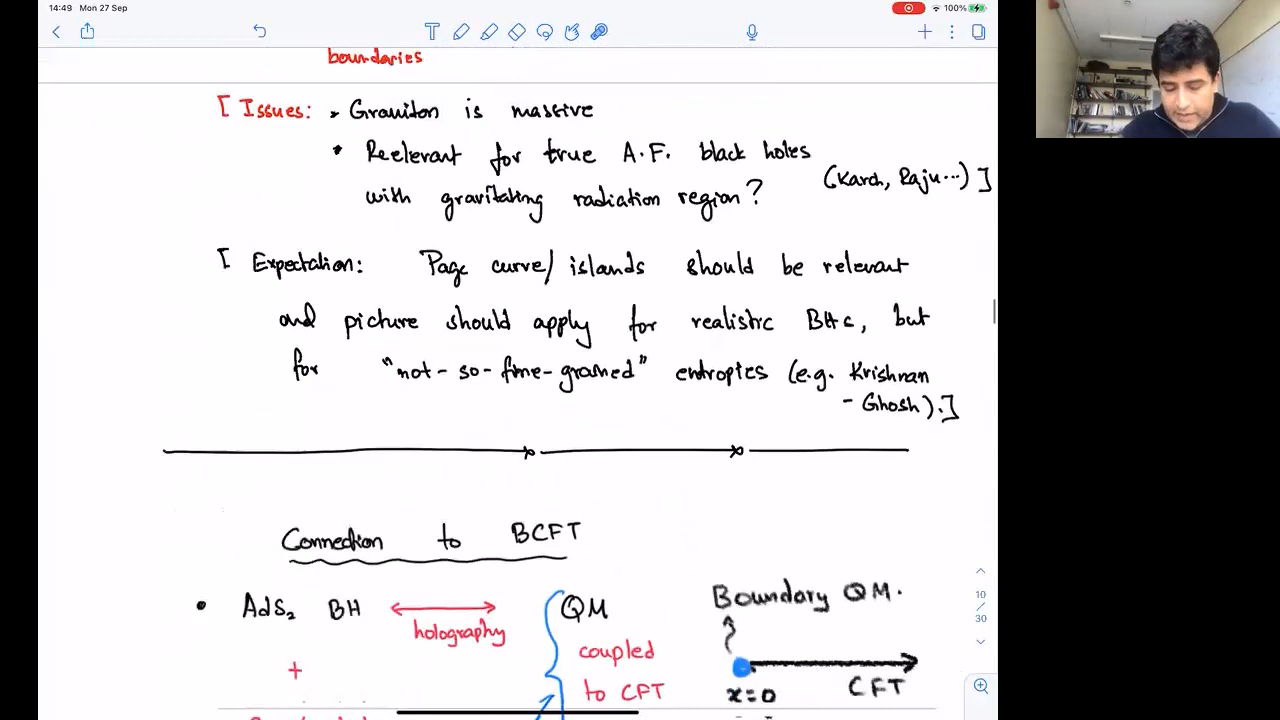 14:49 Mon 27 Sep
100%
boundaries
[ Issues: • Graviton is massive
• Reelevant for true A.F. black holes
with gravitating radiation region? (Karch, Raju...) ]
[ Expectation: Page curve/ islands should be relevant
and picture should apply for realistic BHs, but
for "not-so-fine-grained" entropies (e.g. Krishnan
- Ghosh).]
Connection to BCFT
• AdS₂ BH ⟷ QM
holography
+
coupled
to CFT
Boundary QM.
x=0
CFT
10
/
30